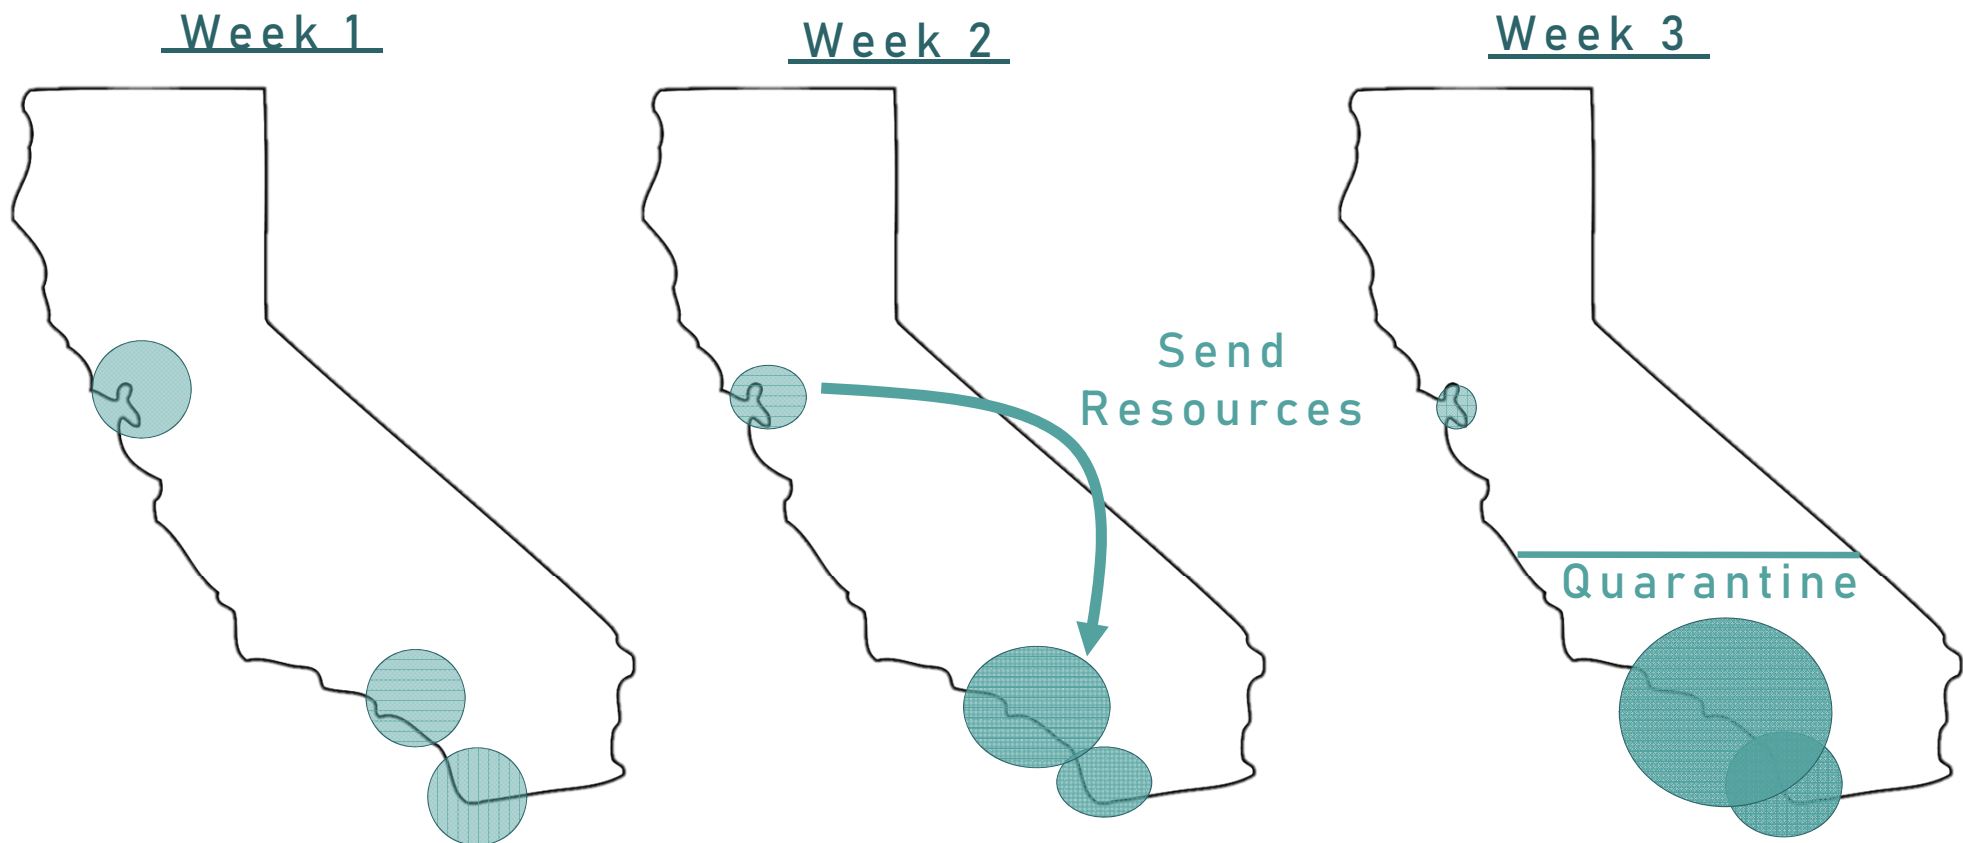 Week 1
Week 2
Week 3
Send
Resources
Quarantine